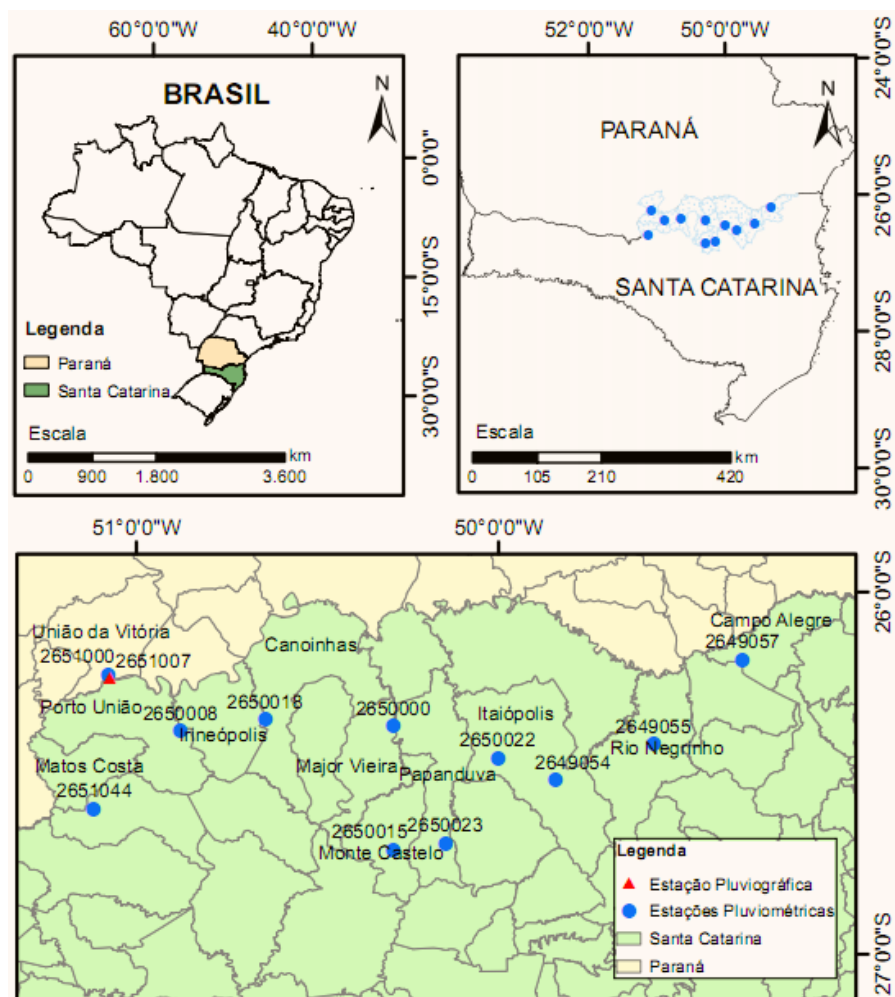 60°0'0"W
40°0'0"W
BRASIL
N
0°0'0"
15°0'0"S
30°0'0"S
Legenda
Paraná
Santa Catarina
Escala
km
0 900 1.800 3.600
52°0'0"W
50°0'0"W
24°0'0"S
26°0'0"S
28°0'0"S
30°0'0"S
N
PARANÁ
SANTA CATARINA
Escala
km
0 105 210 420
51°0'0"W
50°0'0"W
26°0'0"S
27°0'0"S
União da Vitória
2651000
2651007
Porto União
2650008
Irineópolis
2650018
Canoinhas
Matos Costa
2651044
Major Vieira
2650000
Papanduva
Itaiópolis
2650022
2649054
2650015
2650023
Monte Castelo
2649055
Rio Negrinho
Campo Alegre
2649057
Legenda
Estação Pluviográfica
Estações Pluviométricas
Santa Catarina
Paraná